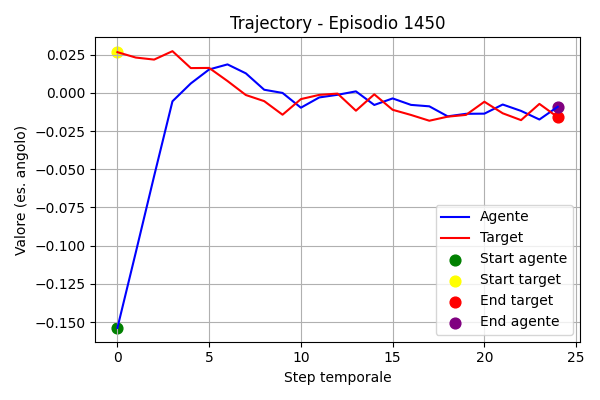 Trajectory - Episodio 1450
Valore (es. angolo)
0.025
0.000
−0.025
−0.050
−0.075
−0.100
−0.125
−0.150
Agente
Target
Start agente
Start target
End target
End agente
0 5 10 15 20 25
Step temporale